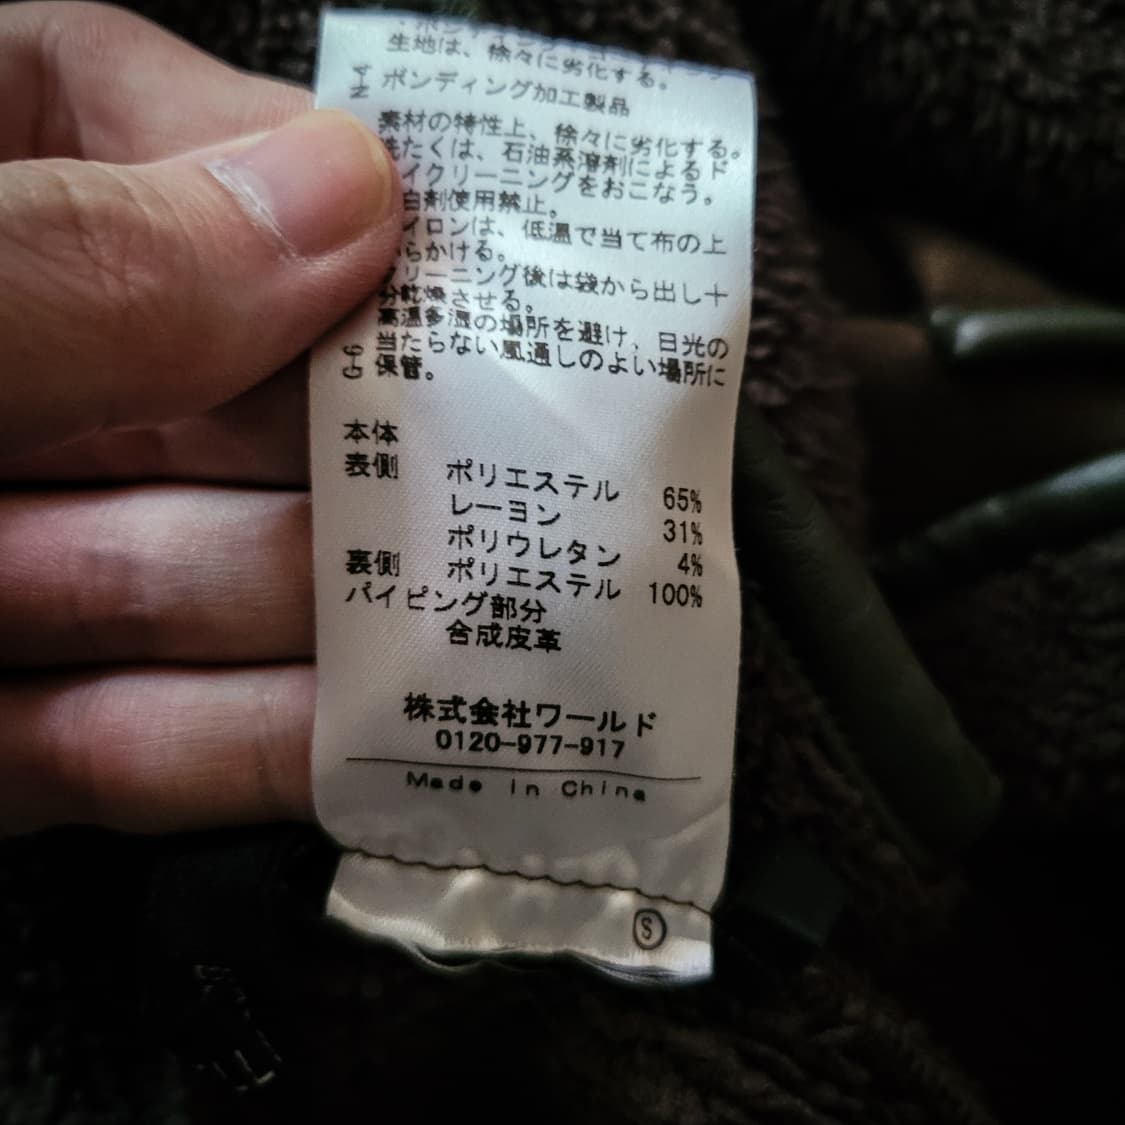 生地は、徐々に劣化する。
ボンディング加工製品
素材の特性上、徐々に劣化する。
洗たくは、石油系溶剤によるド
イクリーニングをおこなう。
白剤使用禁止。
イロンは、低温で当て布の上
らかける。
リーニング後は袋から出し十
分乾燥させる。
高温多湿の場所を避け、日光の
当たらない風通しのよい場所に
保管。
本体
表側 ポリエステル 65%
レーヨン 31%
ポリウレタン 4%
裏側 ポリエステル 100%
パイピング部分
合成皮革
株式会社ワールド
0120-977-917
Made in China
S